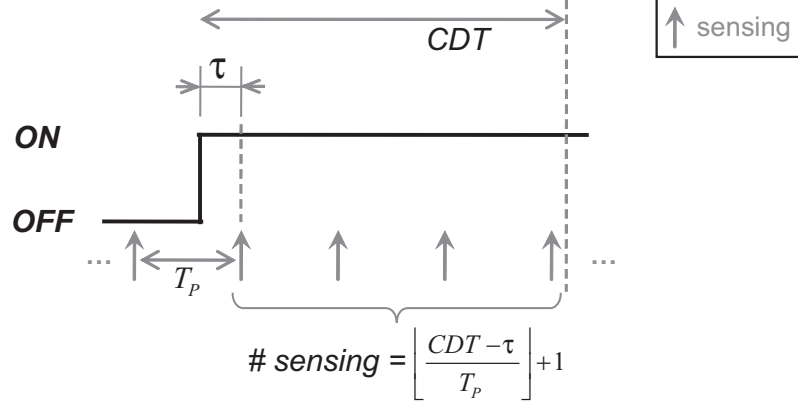 CDT
sensing
τ
ON
OFF
... T_P ...
# sensing = ⌊(CDT − τ)/T_P⌋ + 1